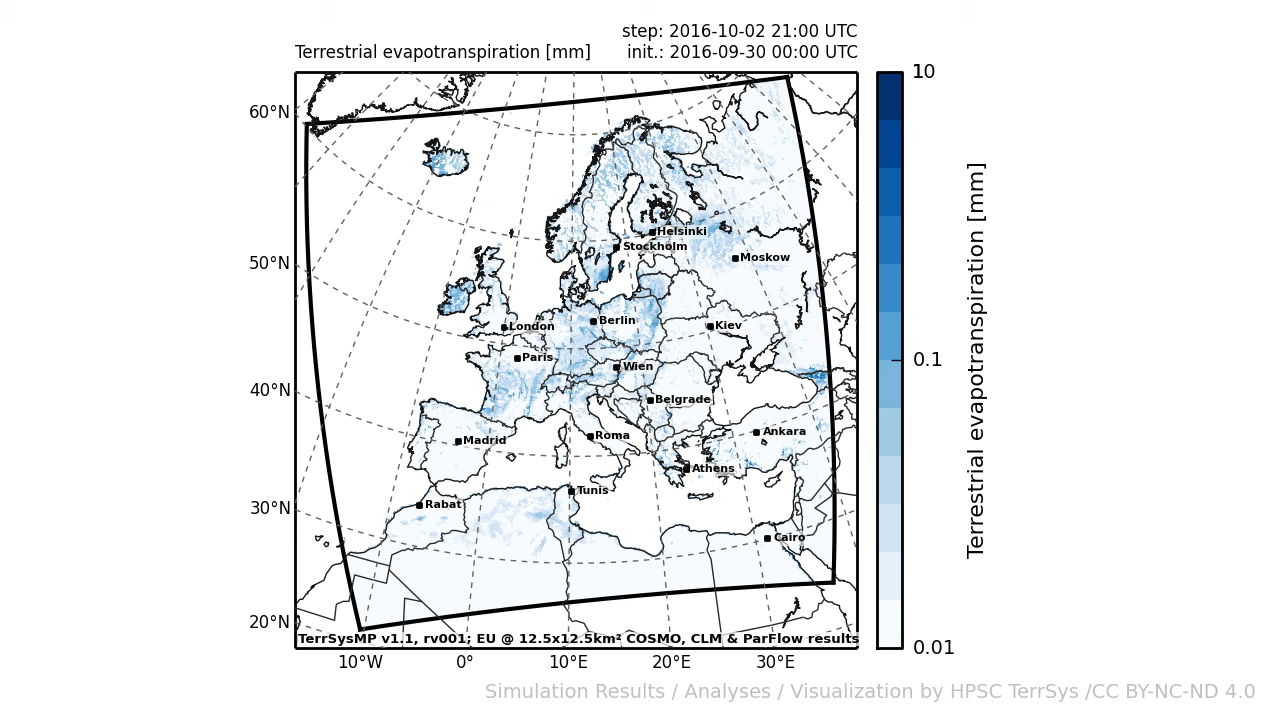 step: 2016-10-02 21:00 UTC
Terrestrial evapotranspiration [mm] init.: 2016-09-30 00:00 UTC
10
60°N
Helsinki
Stockholm
50°N
Moskow
London
Berlin
Kiev
Paris
0.1
Wien
40°N
Belgrade
Madrid
Roma
Ankara
Athens
Tunis
30°N
Rabat
Cairo
20°N
TerrSysMP v1.1, rv001; EU @ 12.5x12.5km² COSMO, CLM & ParFlow results
0.01
10°W 0° 10°E 20°E 30°E
Terrestrial evapotranspiration [mm]
Simulation Results / Analyses / Visualization by HPSC TerrSys /CC BY-NC-ND 4.0